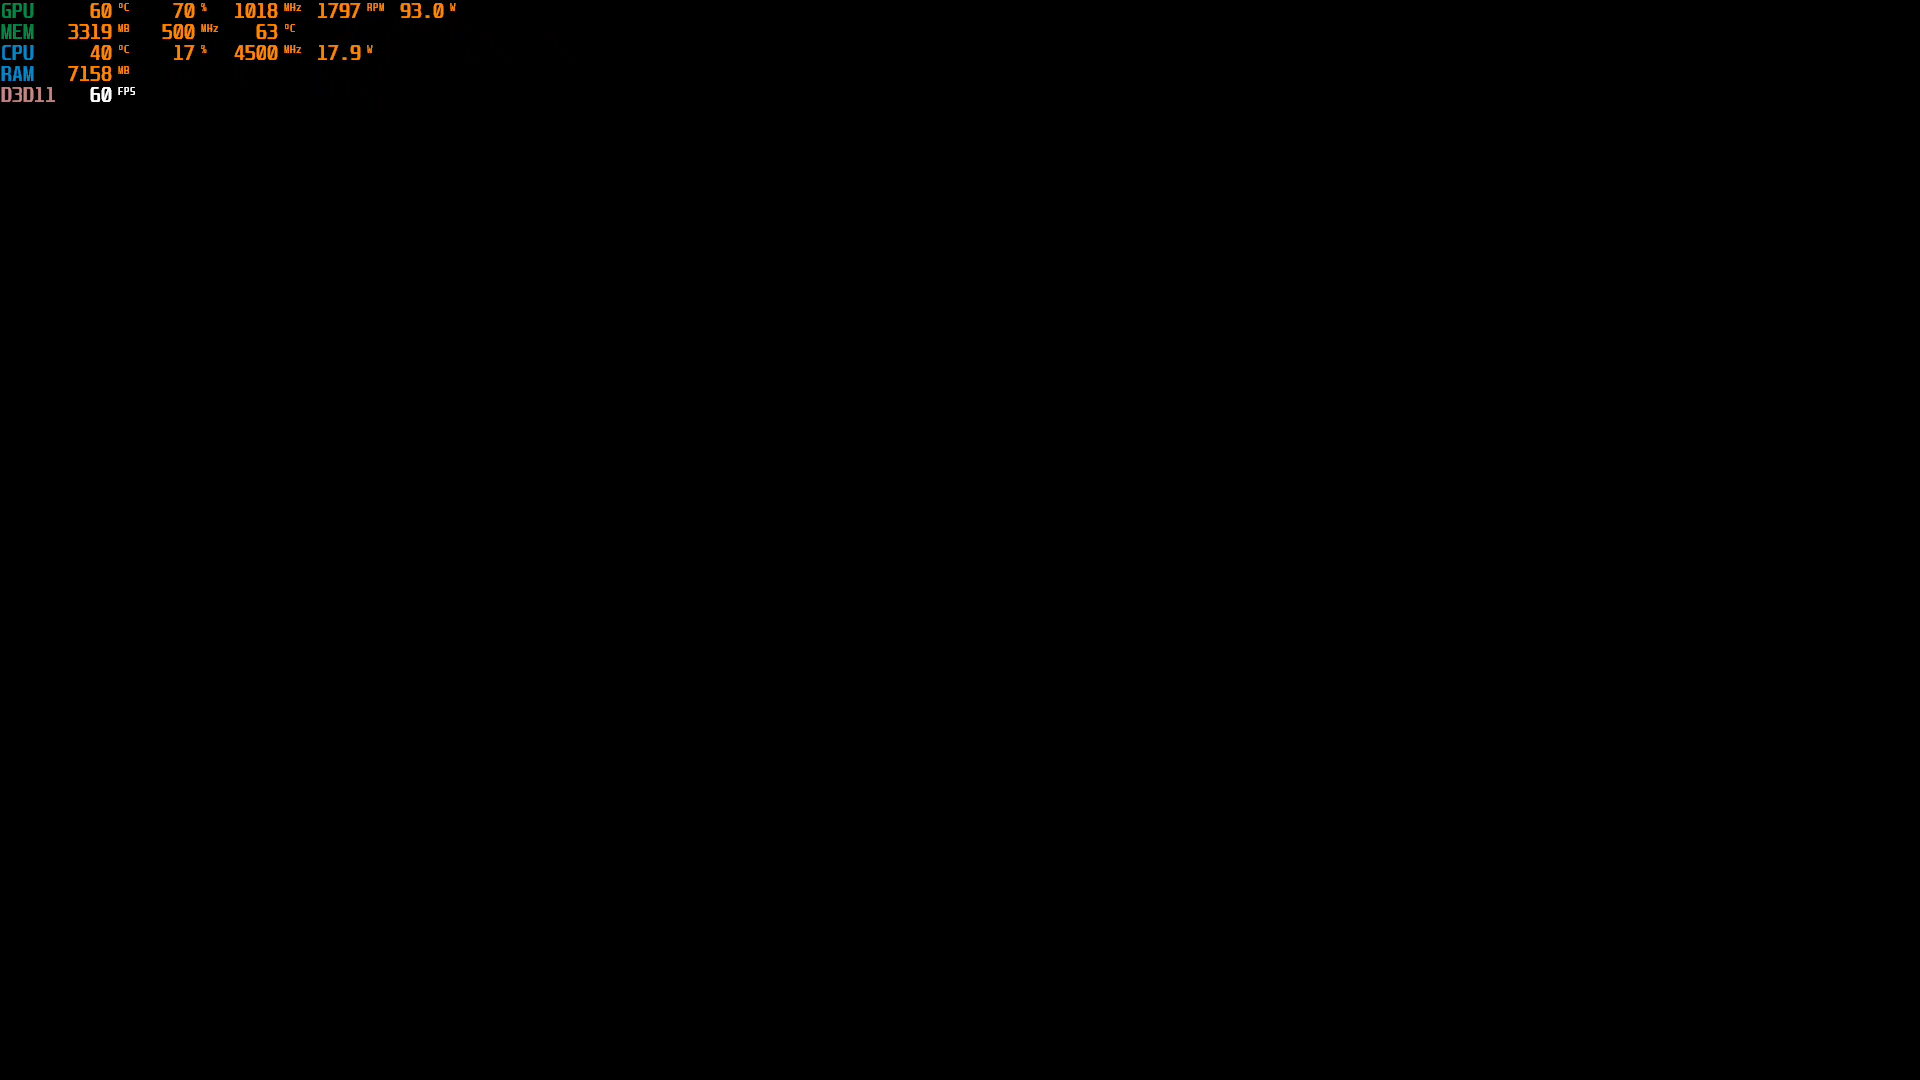 GPU 60 °C 70 % 1018 MHz 1797 RPM 93.0 W
MEM 3319 MB 500 MHz 63 °C
CPU 40 °C 17 % 4500 MHz 17.9 W
RAM 7158 MB
D3D11 60 FPS